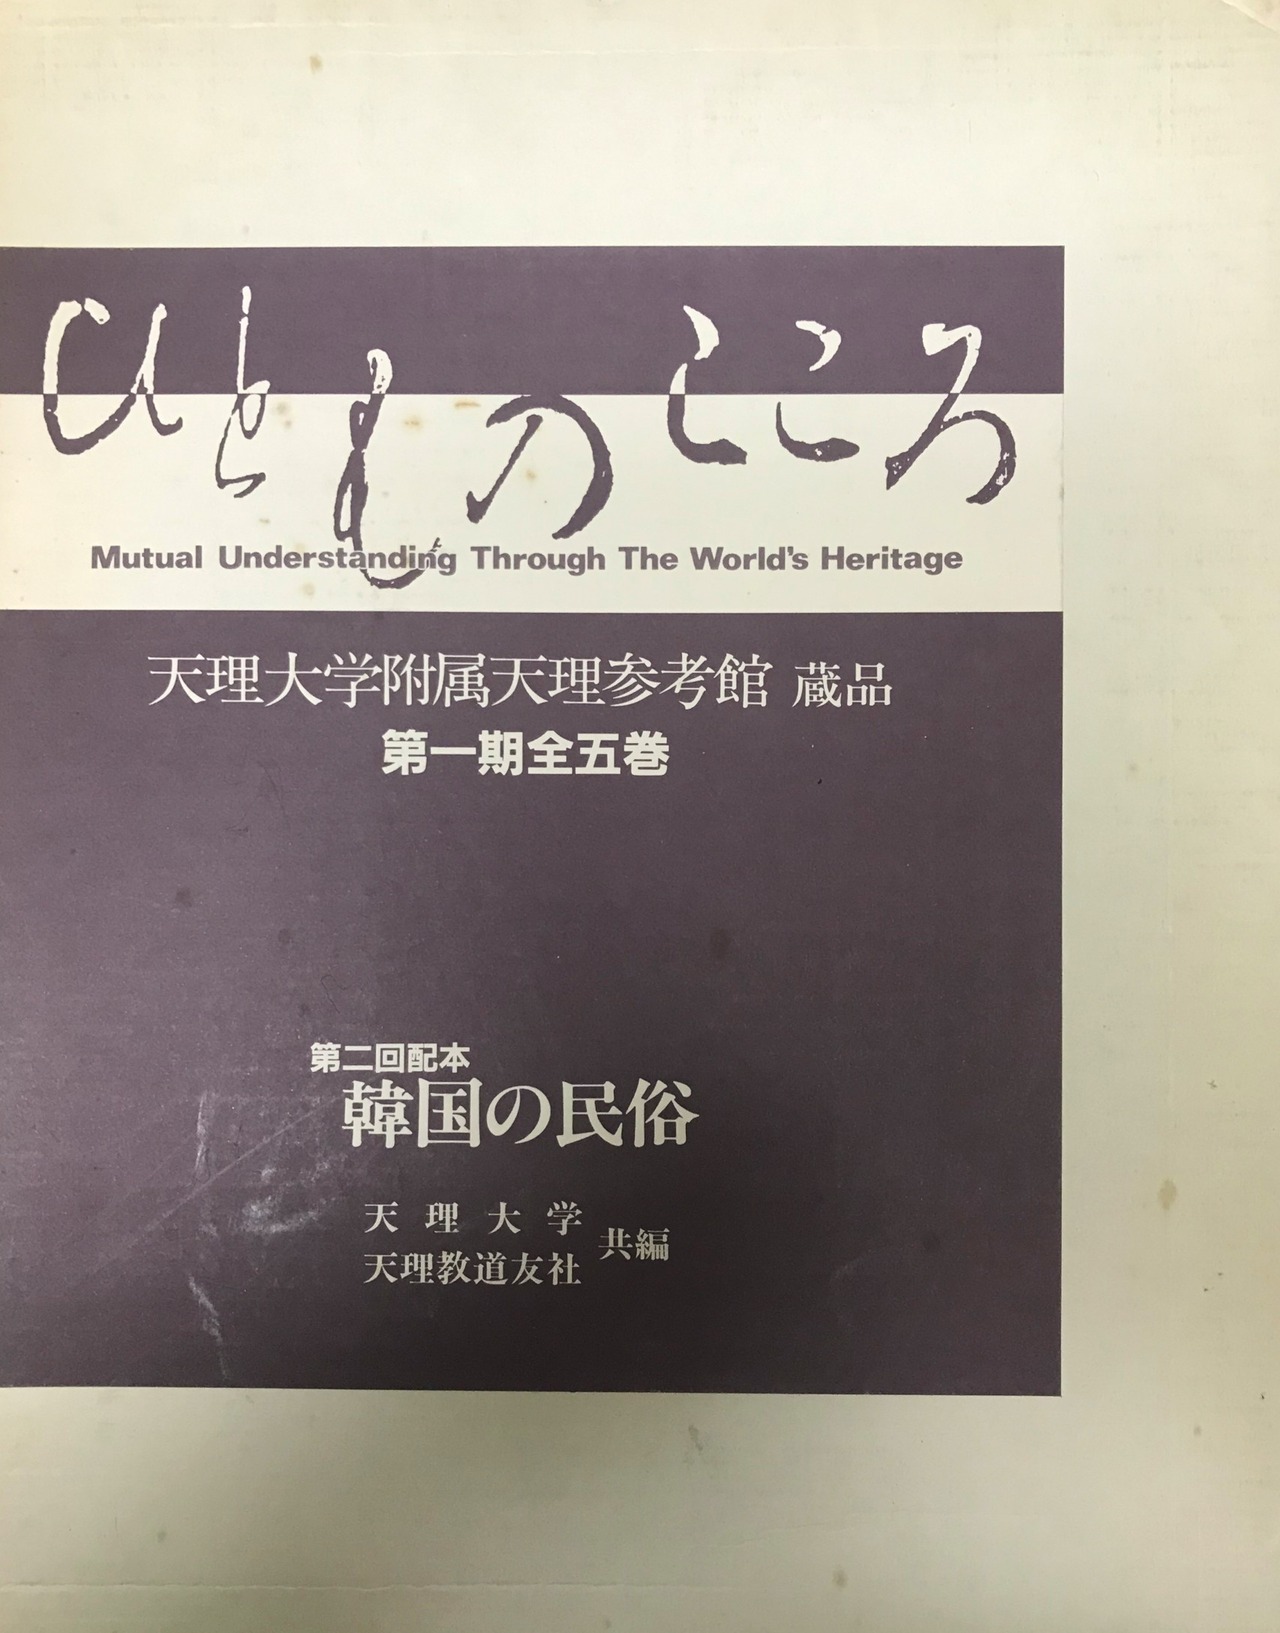 ひともの こころ
Mutual Understanding Through The World's Heritage
天理大学附属天理参考館 蔵品
第一期全五巻
第二回配本
韓国の民俗
天理大学
天理教道友社
共編